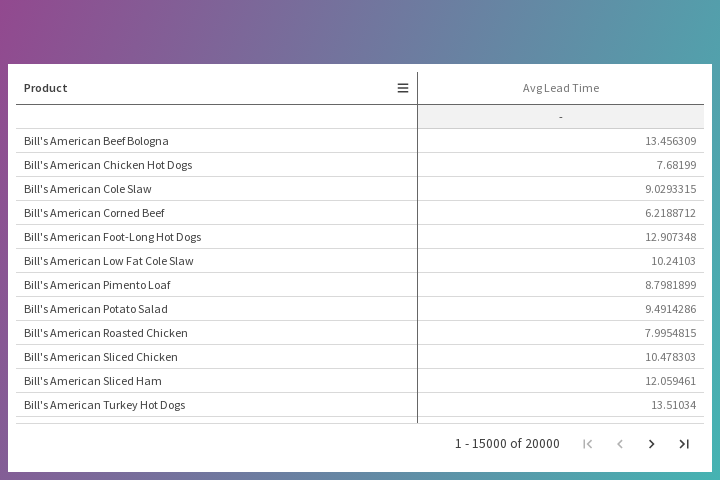 Product Avg Lead Time
-
Bill's American Beef Bologna 13.456309
Bill's American Chicken Hot Dogs 7.68199
Bill's American Cole Slaw 9.0293315
Bill's American Corned Beef 6.2188712
Bill's American Foot-Long Hot Dogs 12.907348
Bill's American Low Fat Cole Slaw 10.24103
Bill's American Pimento Loaf 8.7981899
Bill's American Potato Salad 9.4914286
Bill's American Roasted Chicken 7.9954815
Bill's American Sliced Chicken 10.478303
Bill's American Sliced Ham 12.059461
Bill's American Turkey Hot Dogs 13.51034
1 - 15000 of 20000